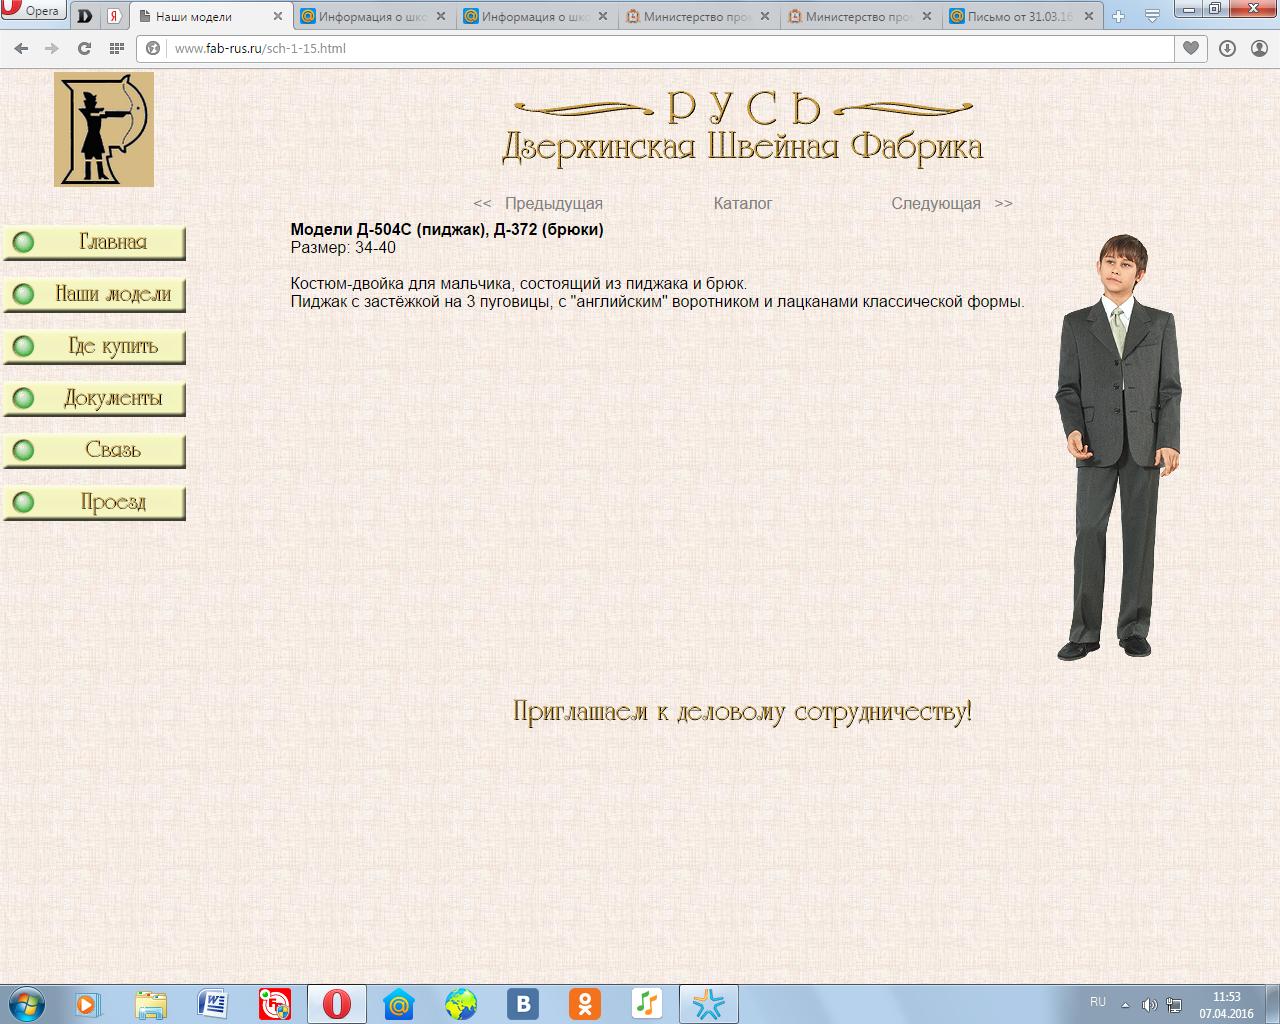 Opera
Наши модели
Информация о шко
Информация о шко
Министерство про
Министерство про
Письмо от 31.03.16
www.fab-rus.ru/sch-1-15.html
РУСЬ
Дзержинская Швейная Фабрика
<< Предыдущая Каталог Следующая >>
Модели Д-504С (пиджак), Д-372 (брюки)
Размер: 34-40
Костюм-двойка для мальчика, состоящий из пиджака и брюк.
Пиджак с застёжкой на 3 пуговицы, с "английским" воротником и лацканами классической формы.
Главная
Наши модели
Где купить
Документы
Связь
Проезд
Приглашаем к деловому сотрудничеству!
RU
11:53
07.04.2016